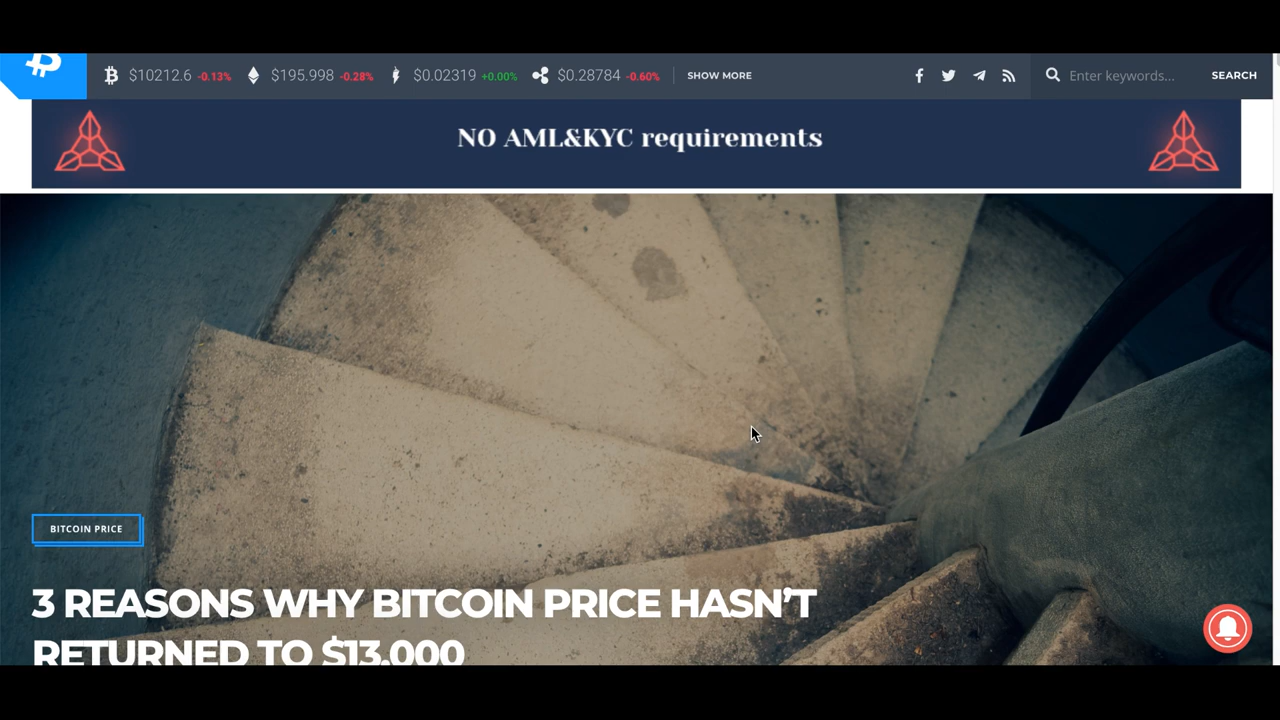 $10212.6 -0.13% $195.998 -0.28% $0.02319 +0.00% $0.28784 -0.60% SHOW MORE Enter keywords... SEARCH
NO AML&KYC requirements
BITCOIN PRICE
3 REASONS WHY BITCOIN PRICE HASN'T
RETURNED TO $13,000